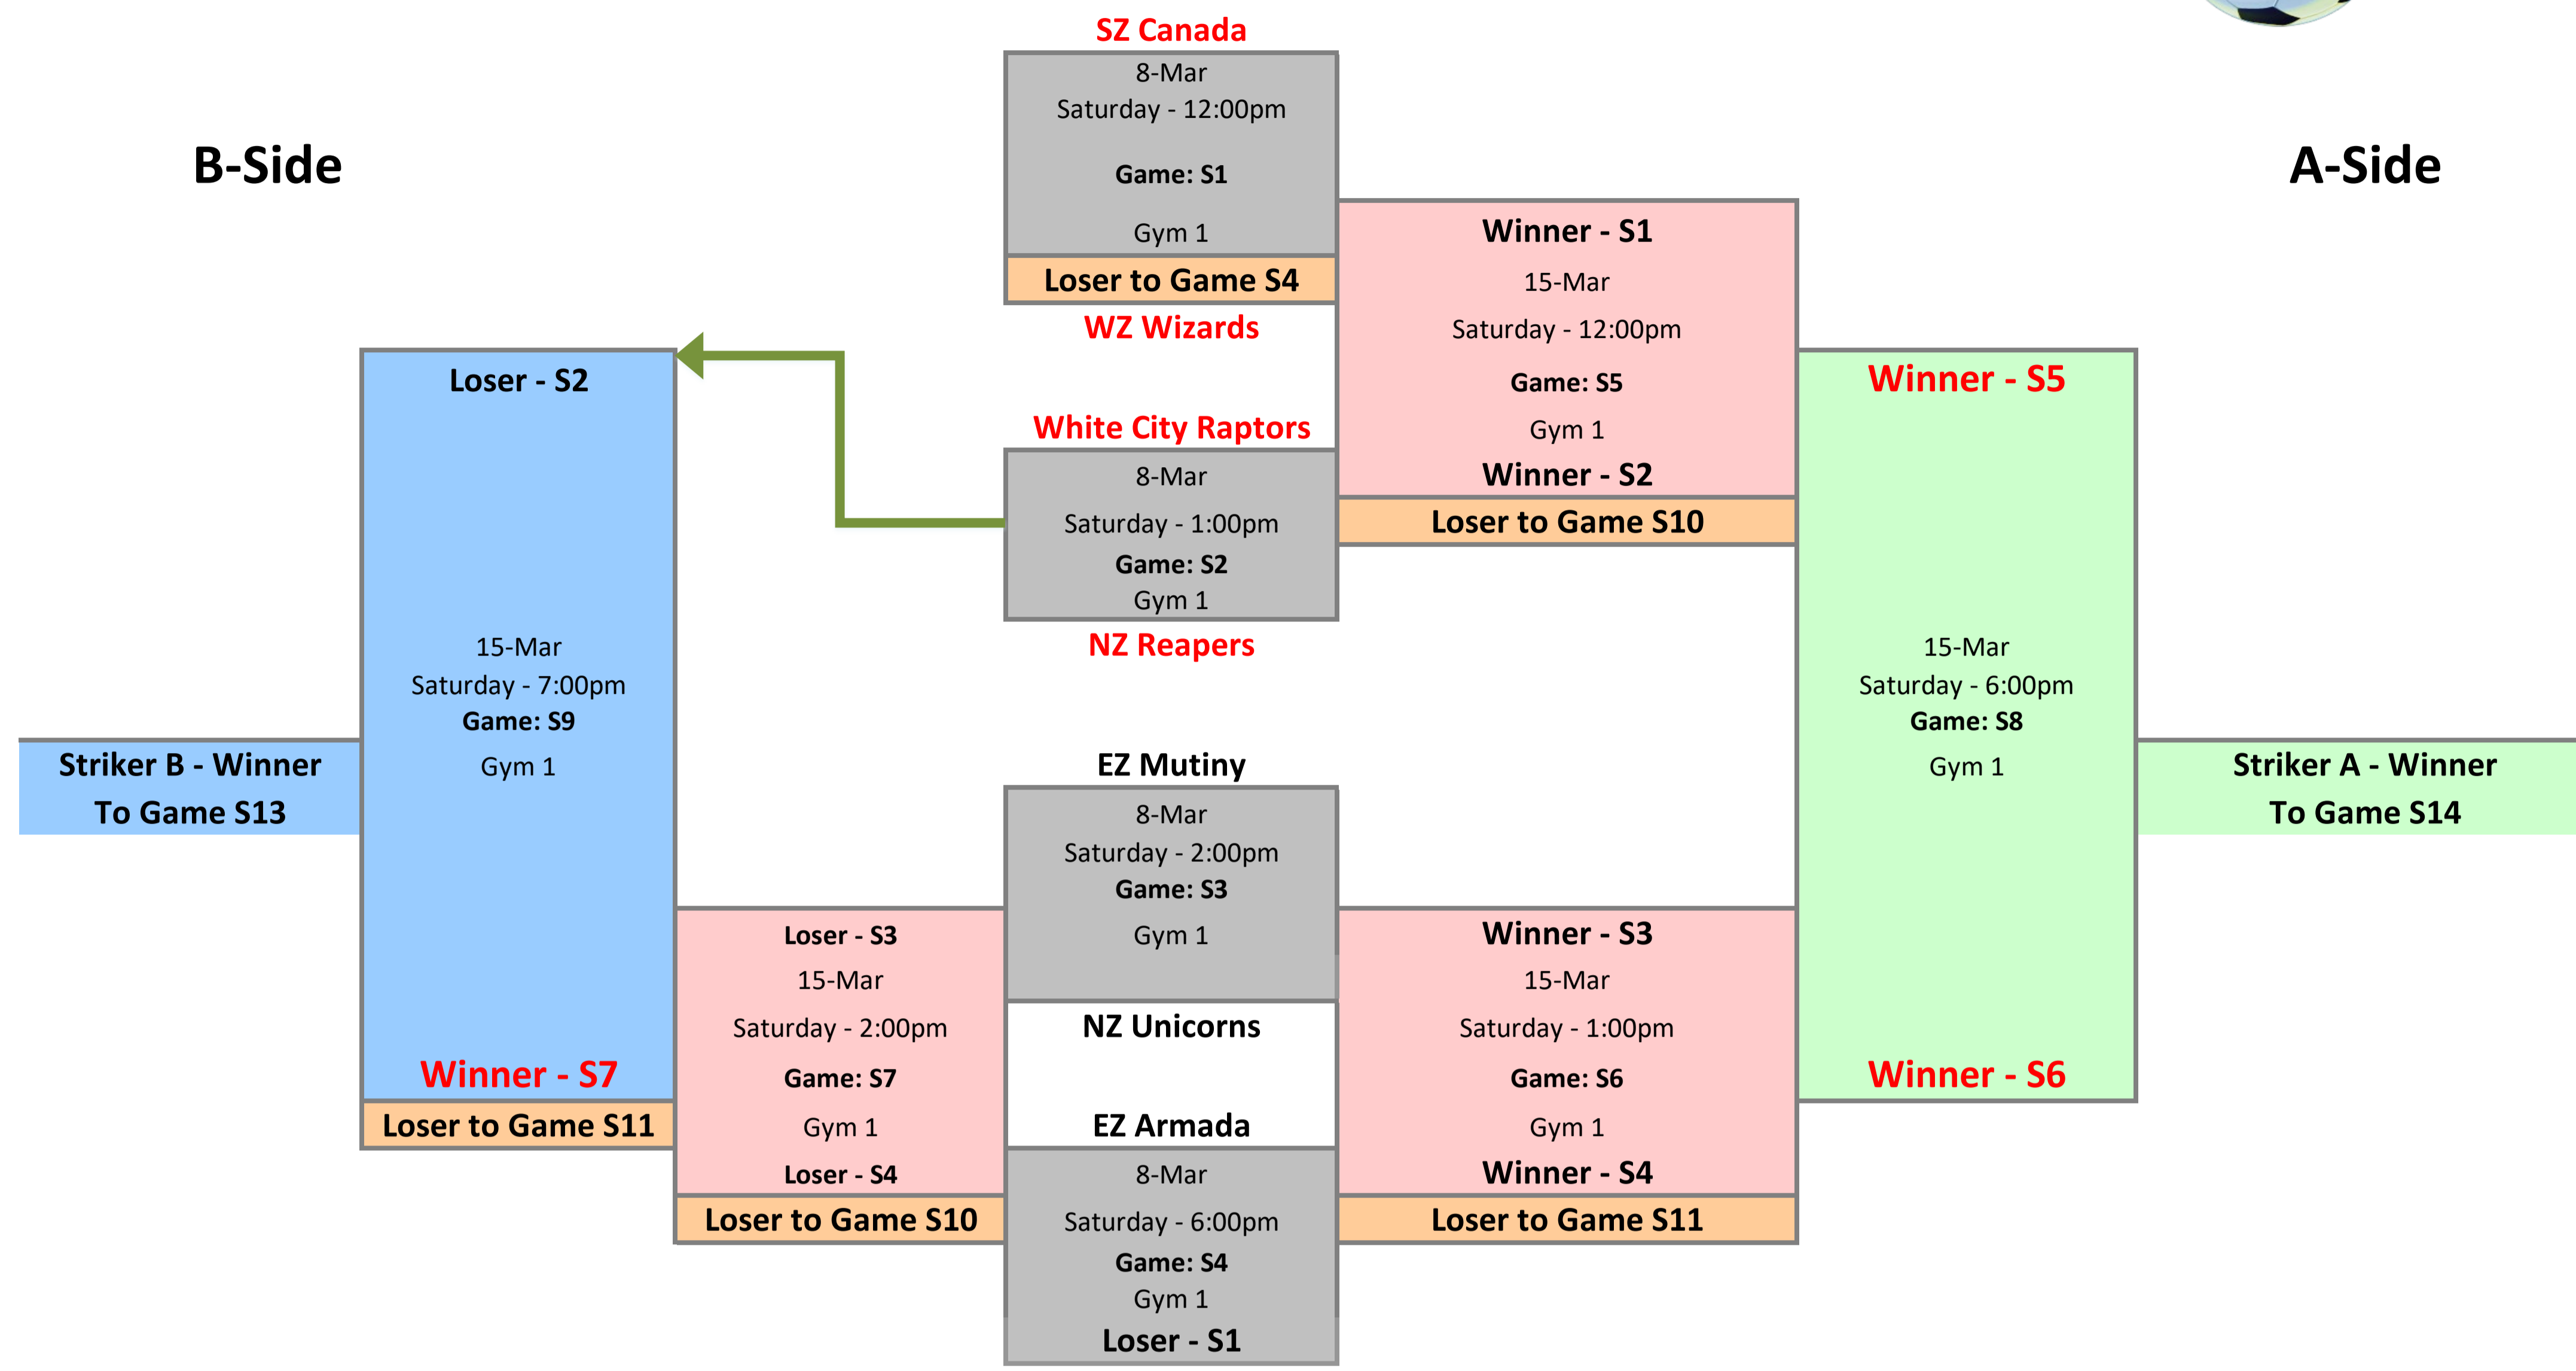 SZ Canada
8-Mar
Saturday - 12:00pm
Game: S1
Gym 1
Loser to Game S4
WZ Wizards
B-Side
A-Side
Winner - S1
15-Mar
Saturday - 12:00pm
Game: S5
Gym 1
Winner - S2
Loser to Game S10
White City Raptors
8-Mar
Saturday - 1:00pm
Game: S2
Gym 1
NZ Reapers
Loser - S2
15-Mar
Saturday - 7:00pm
Game: S9
Gym 1
Winner - S7
Loser to Game S11
Striker B - Winner
To Game S13
Winner - S5
15-Mar
Saturday - 6:00pm
Game: S8
Gym 1
Winner - S6
Striker A - Winner
To Game S14
EZ Mutiny
8-Mar
Saturday - 2:00pm
Game: S3
Gym 1
NZ Unicorns
Loser - S3
15-Mar
Saturday - 2:00pm
Game: S7
Gym 1
Loser - S4
Loser to Game S10
Winner - S3
15-Mar
Saturday - 1:00pm
Game: S6
Gym 1
Winner - S4
Loser to Game S11
EZ Armada
8-Mar
Saturday - 6:00pm
Game: S4
Gym 1
Loser - S1